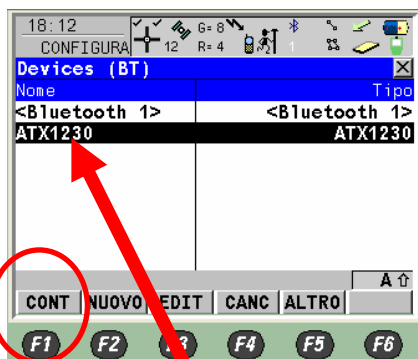 18:12
CONFIGURA
12
G= 8
R= 4
1
Devices (BT)
Nome Tipo
<Bluetooth 1> <Bluetooth 1>
ATX1230 ATX1230
A
CONT NUOVO EDIT CANC ALTRO
F1 F2 F3 F4 F5 F6